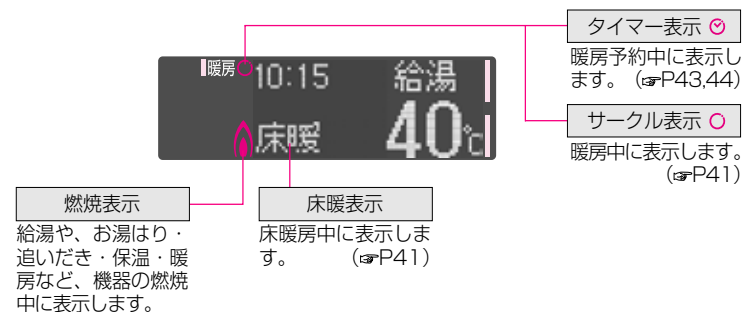 タイマー表示
暖房予約中に表示し
ます。（☞P43,44）
サークル表示
暖房中に表示します。
（☞P41）
暖房 10:15 給湯
床暖 40℃
燃焼表示
給湯や、お湯はり・
追いだき・保温・暖
房など、機器の燃焼
中に表示します。
床暖表示
床暖房中に表示しま
す。（☞P41）